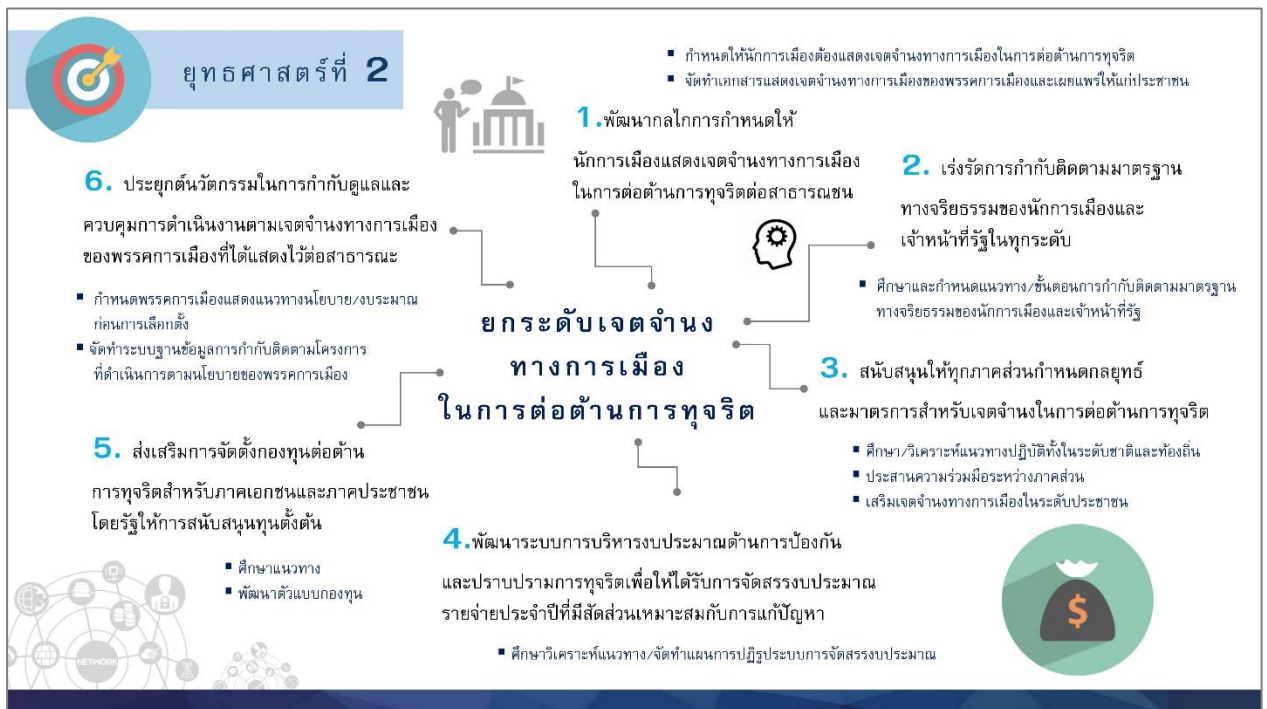 ยุทธศาสตร์ที่ 2
▪ กำหนดให้นักการเมืองต้องแสดงเจตจำนงทางการเมืองในการต่อต้านการทุจริต
▪ จัดทำเอกสารแสดงเจตจำนงทางการเมืองของพรรคการเมืองและเผยแพร่ให้แก่ประชาชน
1.พัฒนากลไกการกำหนดให้
นักการเมืองแสดงเจตจำนงทางการเมือง
ในการต่อต้านการทุจริตต่อสาธารณชน
2. เร่งรัดการกำกับติดตามมาตรฐาน
ทางจริยธรรมของนักการเมืองและ
เจ้าหน้าที่รัฐในทุกระดับ
▪ ศึกษาและกำหนดแนวทาง/ขั้นตอนการกำกับติดตามมาตรฐาน
ทางจริยธรรมของนักการเมืองและเจ้าหน้าที่รัฐ
3. สนับสนุนให้ทุกภาคส่วนกำหนดกลยุทธ์
และมาตรการสำหรับเจตจำนงในการต่อต้านการทุจริต
▪ ศึกษา/วิเคราะห์แนวทางปฏิบัติทั้งในระดับชาติและท้องถิ่น
▪ ประสานความร่วมมือระหว่างภาคส่วน
▪ เสริมเจตจำนงทางการเมืองในระดับประชาชน
4.พัฒนาระบบการบริหารงบประมาณด้านการป้องกัน
และปราบปรามการทุจริตเพื่อให้ได้รับการจัดสรรงบประมาณ
รายจ่ายประจำปีที่มีสัดส่วนเหมาะสมกับการแก้ปัญหา
▪ ศึกษาวิเคราะห์แนวทาง/จัดทำแผนการปฏิรูประบบการจัดสรรงบประมาณ
5. ส่งเสริมการจัดตั้งกองทุนต่อต้าน
การทุจริตสำหรับภาคเอกชนและภาคประชาชน
โดยรัฐให้การสนับสนุนทุนตั้งต้น
▪ ศึกษาแนวทาง
▪ พัฒนาตัวแบบกองทุน
6. ประยุกต์นวัตกรรมในการกำกับดูแลและ
ควบคุมการดำเนินงานตามเจตจำนงทางการเมือง
ของพรรคการเมืองที่ได้แสดงไว้ต่อสาธารณะ
▪ กำหนดพรรคการเมืองแสดงแนวทางนโยบาย/งบประมาณ
ก่อนการเลือกตั้ง
▪ จัดทำระบบฐานข้อมูลการกำกับติดตามโครงการ
ที่ดำเนินการตามนโยบายของพรรคการเมือง
ยกระดับเจตจำนง
ทางการเมือง
ในการต่อต้านการทุจริต
NETWORK
$